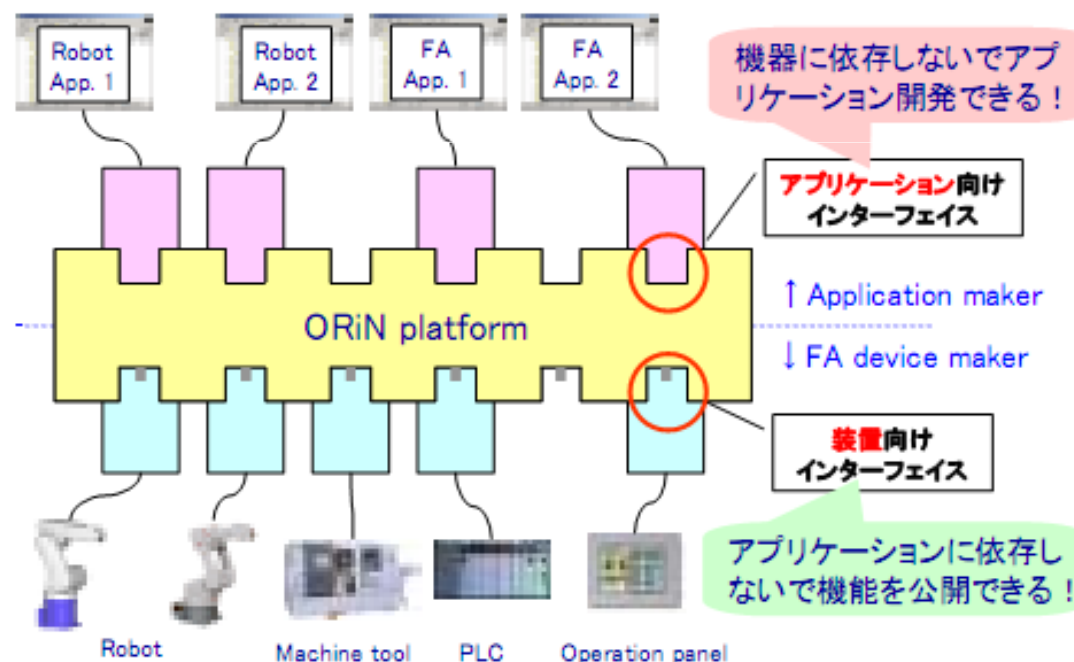 Robot
App. 1
Robot
App. 2
FA
App. 1
FA
App. 2
機器に依存しないでアプ
リケーション開発できる！
アプリケーション向け
インターフェイス
ORiN platform
↑ Application maker
↓ FA device maker
装置向け
インターフェイス
アプリケーションに依存し
ないで機能を公開できる！
Robot
Machine tool
PLC
Operation panel